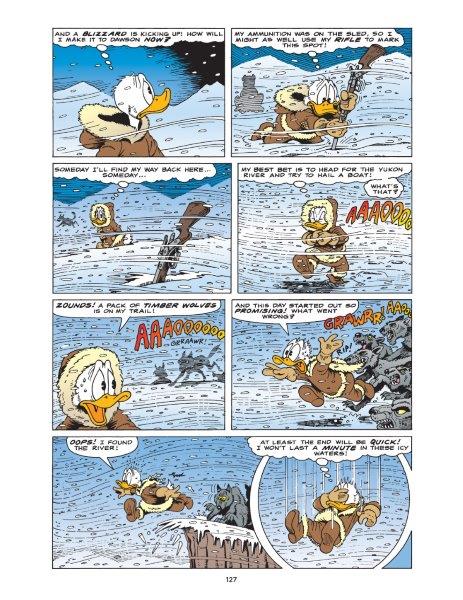 AND A BLIZZARD IS KICKING UP! HOW WILL
I MAKE IT TO DAWSON NOW?
MY AMMUNITION WAS ON THE SLED, SO I
MIGHT AS WELL USE MY RIFLE TO MARK
THIS SPOT!
SOMEDAY I'LL FIND MY WAY BACK HERE...
SOMEDAY...
MY BEST BET IS TO HEAD FOR THE YUKON
RIVER AND TRY TO HAIL A BOAT!
WHAT'S
THAT?
AAAOOOO
ZOUNDS! A PACK OF TIMBER WOLVES
IS ON MY TRAIL!
AAAOOOOOOO
GRRAAWR!
AND THIS DAY STARTED OUT SO
PROMISING! WHAT WENT
WRONG?
GRAWRR!
RIP!
OOPS! I FOUND
THE RIVER!
AT LEAST THE END WILL BE QUICK!
I WON'T LAST A MINUTE IN THESE ICY
WATERS!
127